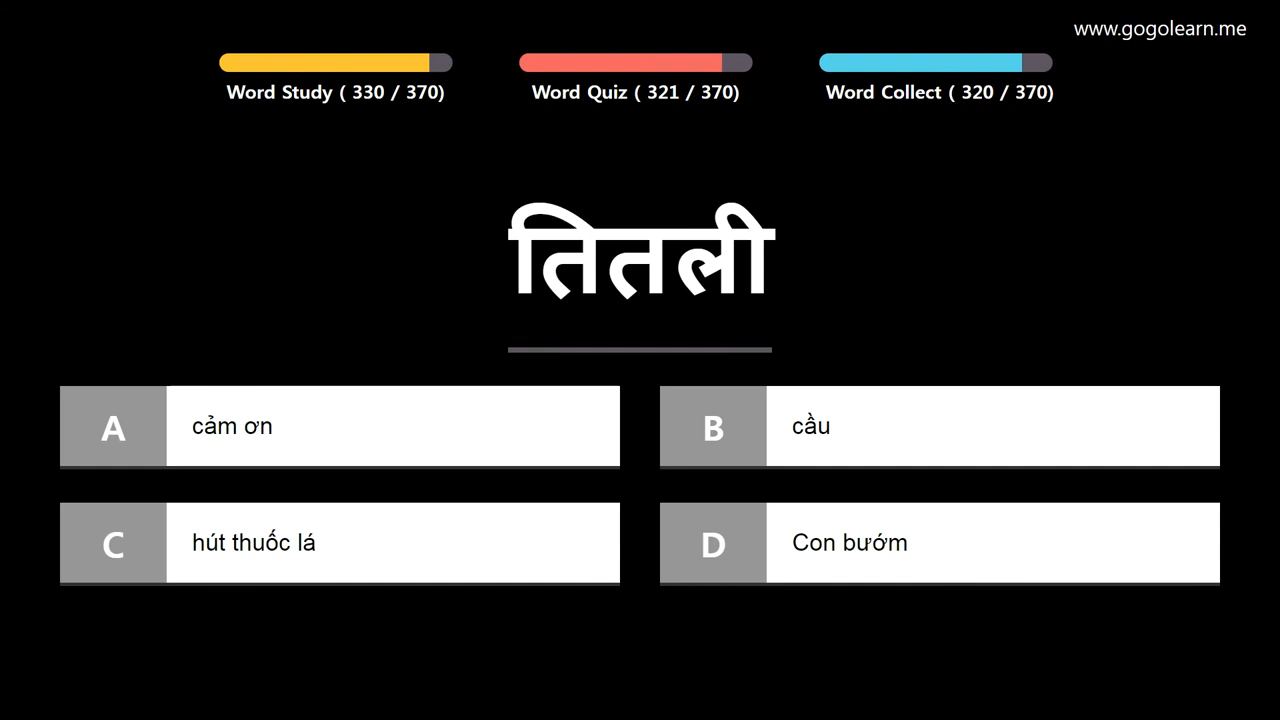 www.gogolearn.me
Word Study ( 330 / 370)
Word Quiz ( 321 / 370)
Word Collect ( 320 / 370)
तितली
A
cảm ơn
B
cầu
C
hút thuốc lá
D
Con bướm